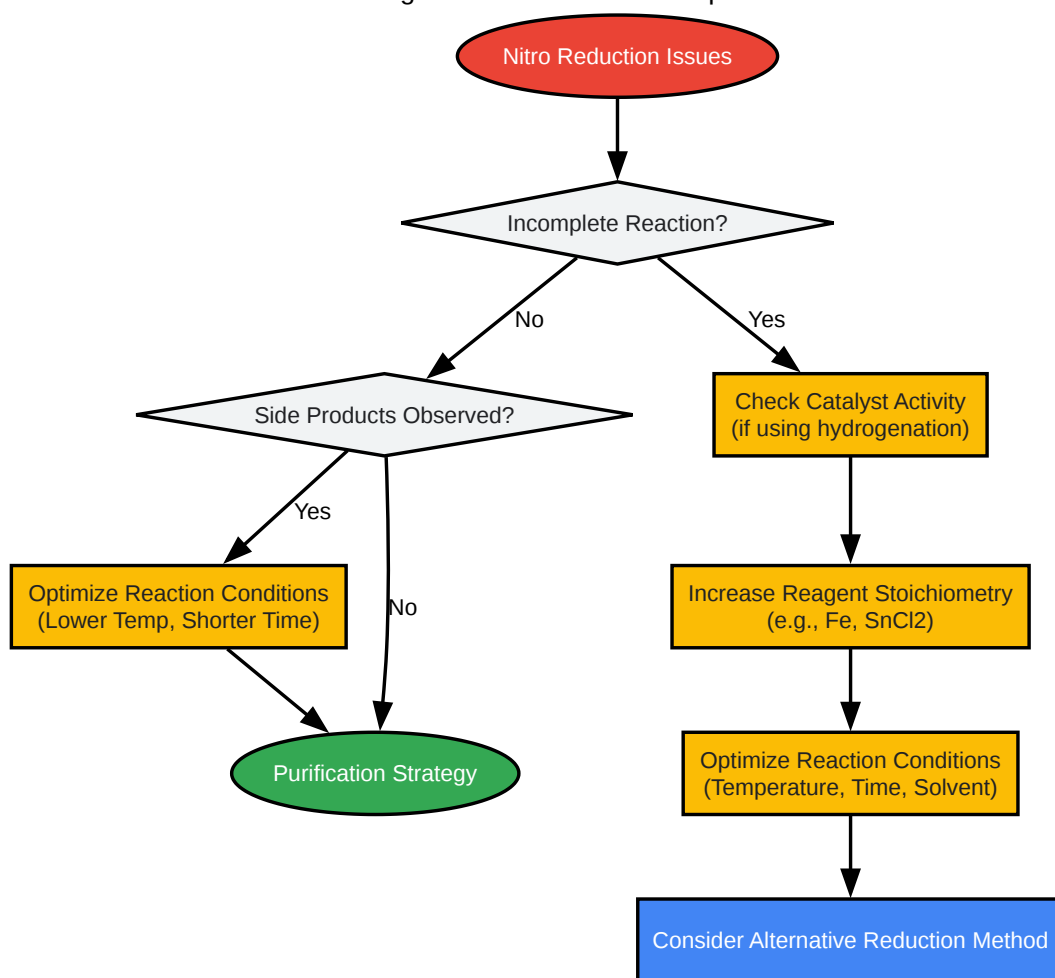 Nitro Reduction Issues
Incomplete Reaction?
No
Yes
Side Products Observed?
Check Catalyst Activity
(if using hydrogenation)
Yes
No
Optimize Reaction Conditions
(Lower Temp, Shorter Time)
Increase Reagent Stoichiometry
(e.g., Fe, SnCl2)
Purification Strategy
Optimize Reaction Conditions
(Temperature, Time, Solvent)
Consider Alternative Reduction Method